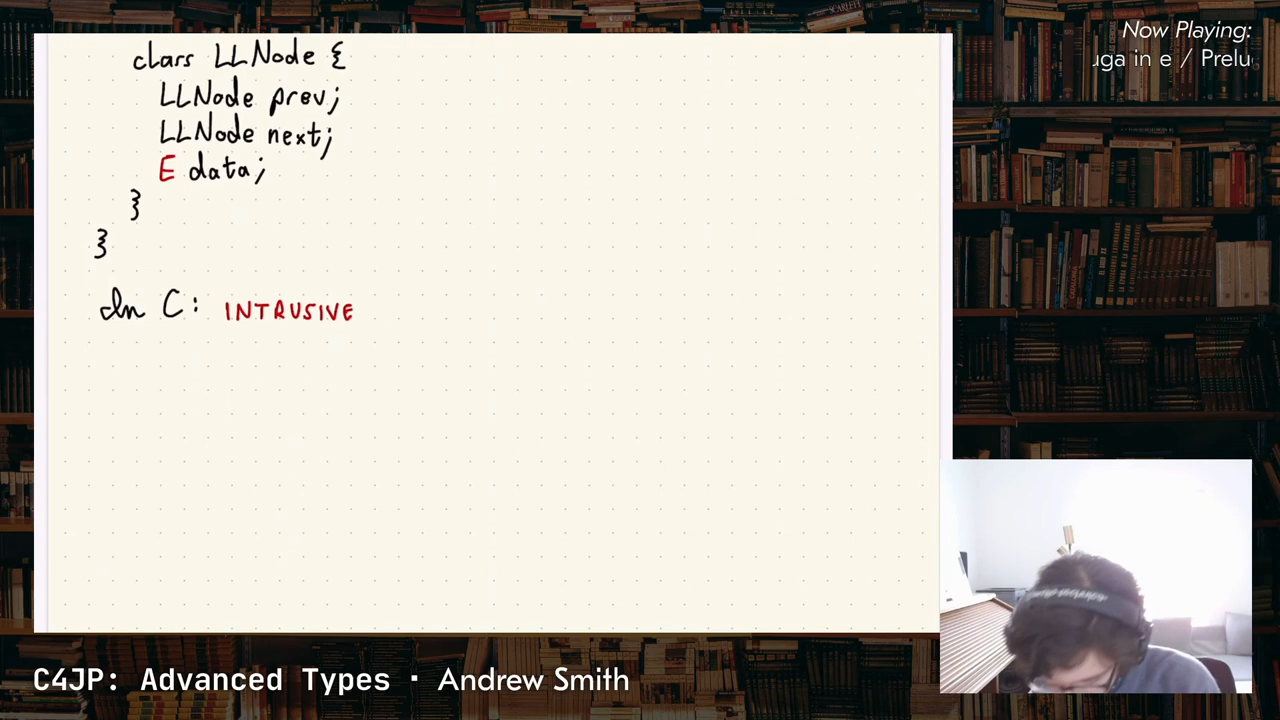 class LLNode {
LLNode prev;
LLNode next;
E data;
}
}
In C: INTRUSIVE
Now Playing:
uga in e / Prelu
C4JP: Advanced Types · Andrew Smith